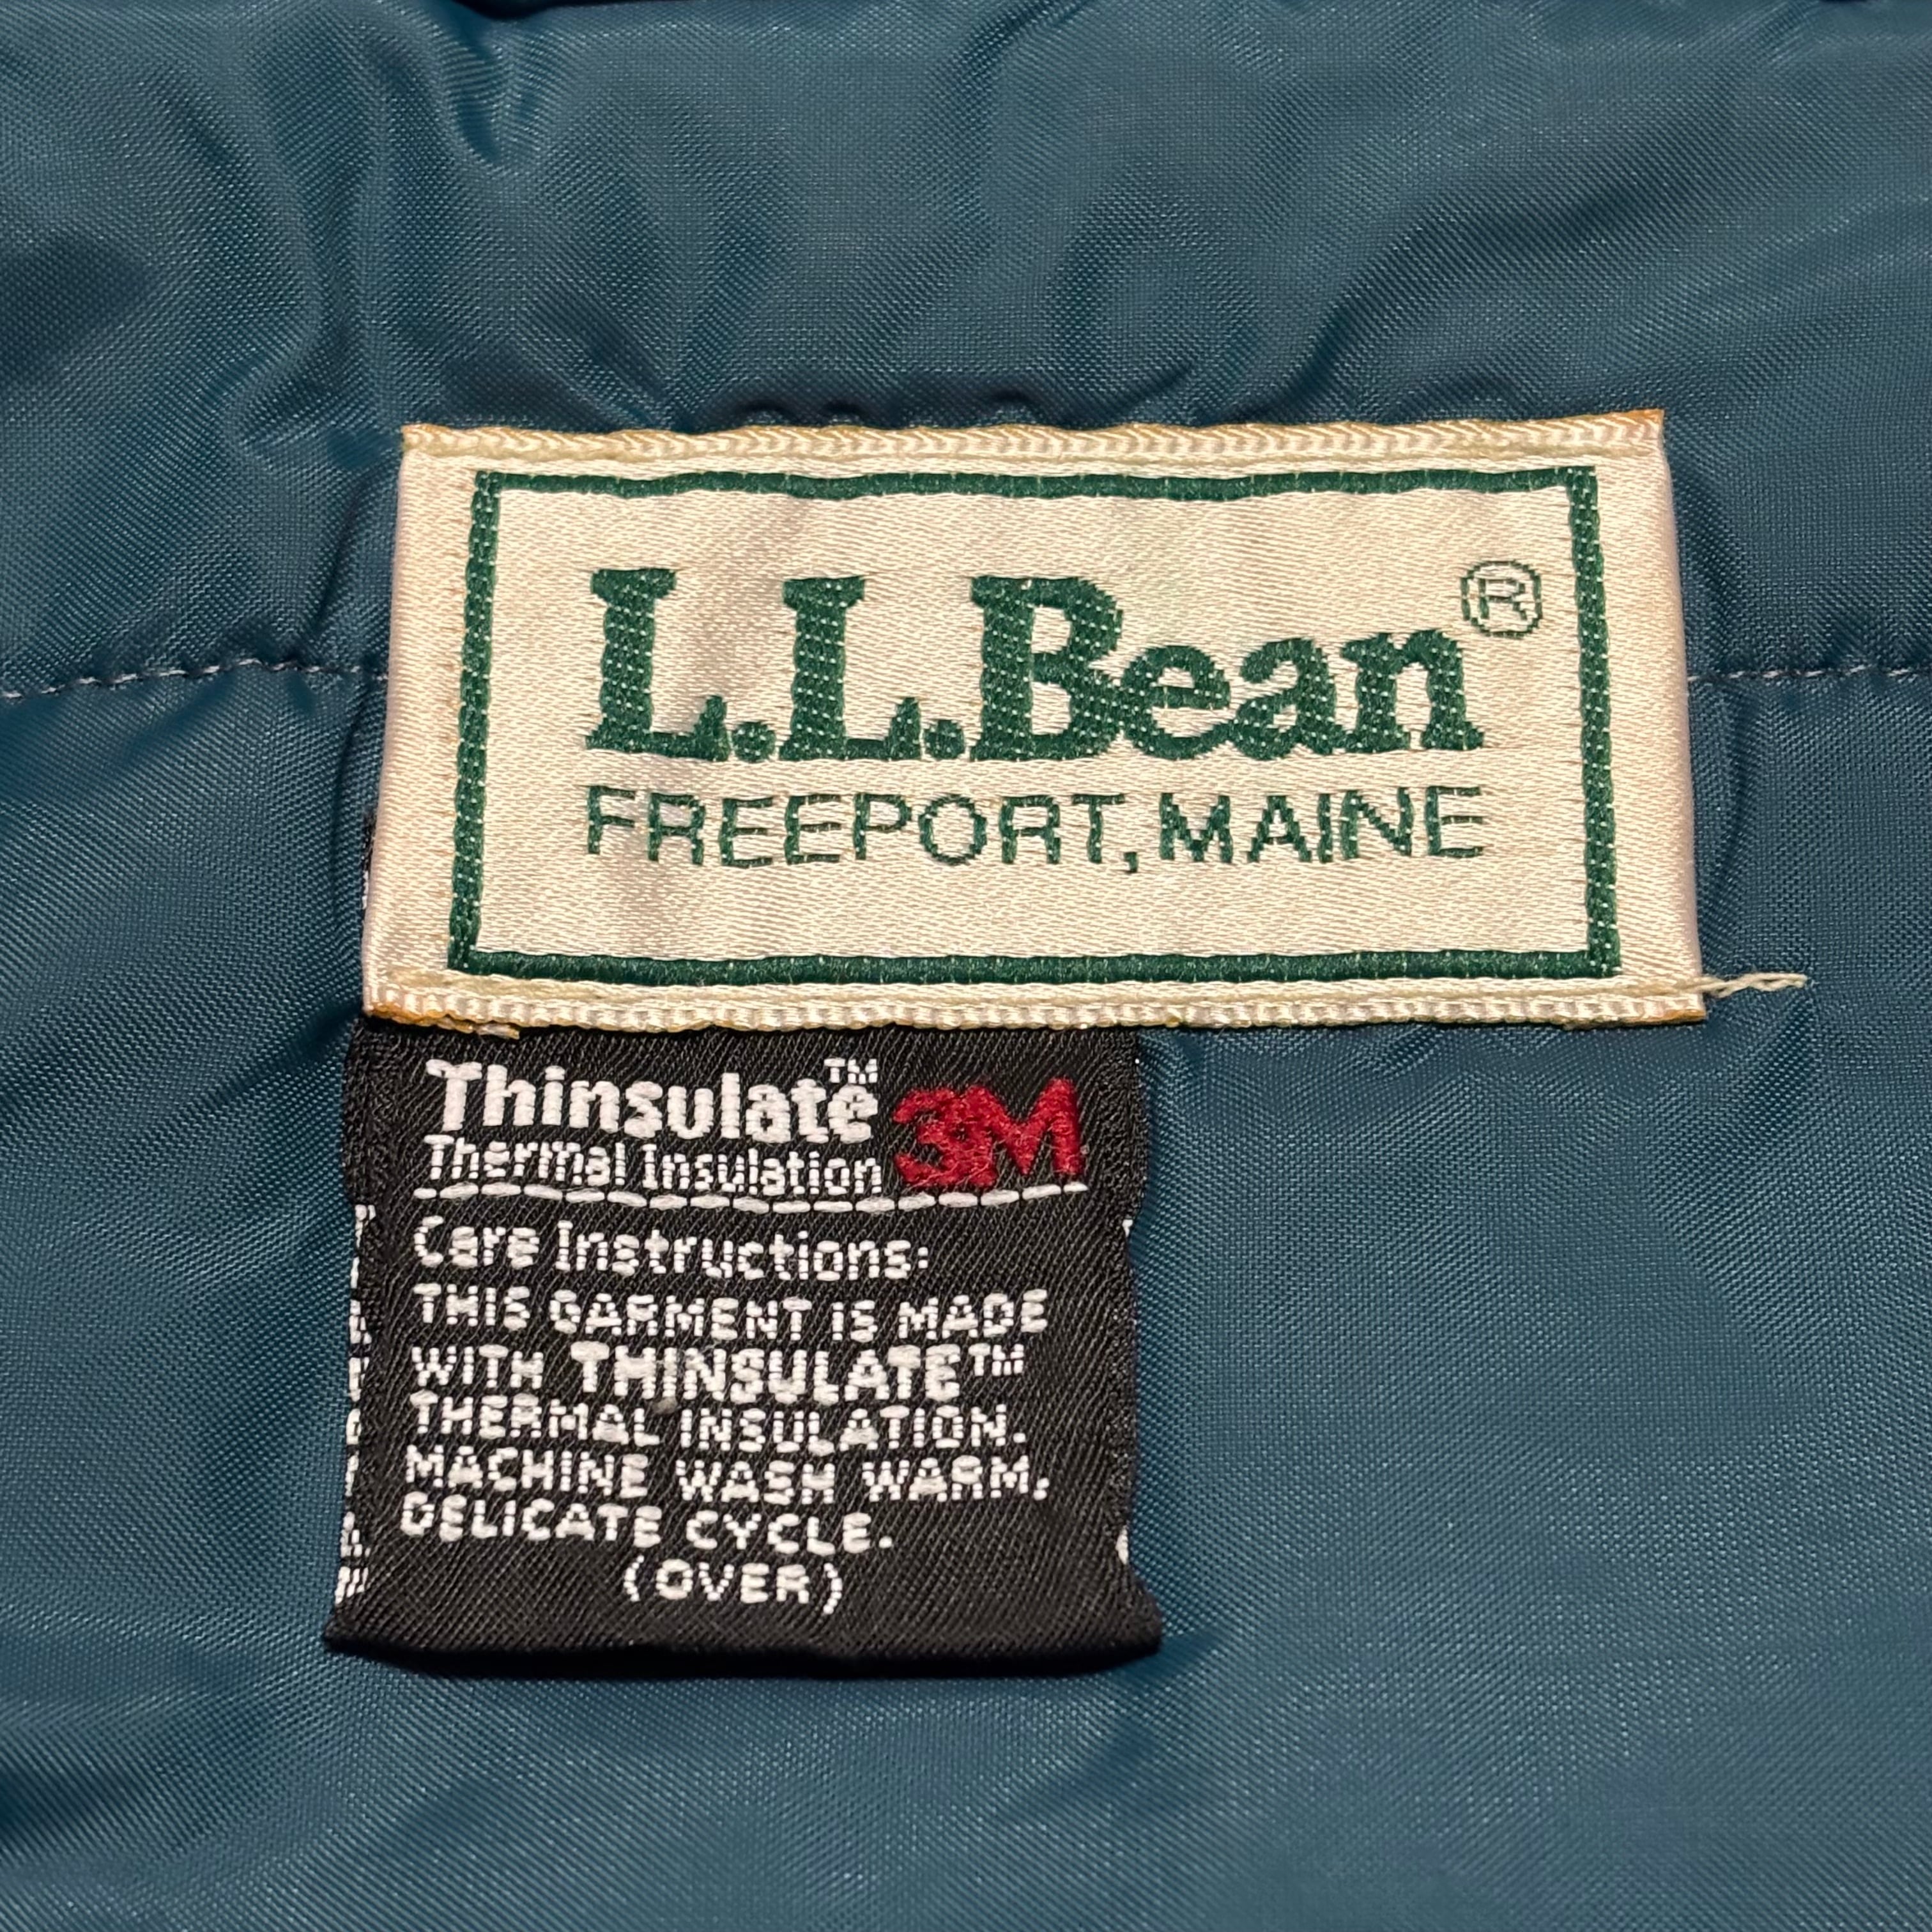 L.L.Bean®
FREEPORT, MAINE
Thinsulate™ 3M
Thermal Insulation
Care Instructions:
THIS GARMENT IS MADE
WITH THINSULATE™
THERMAL INSULATION.
MACHINE WASH WARM,
DELICATE CYCLE.
(OVER)